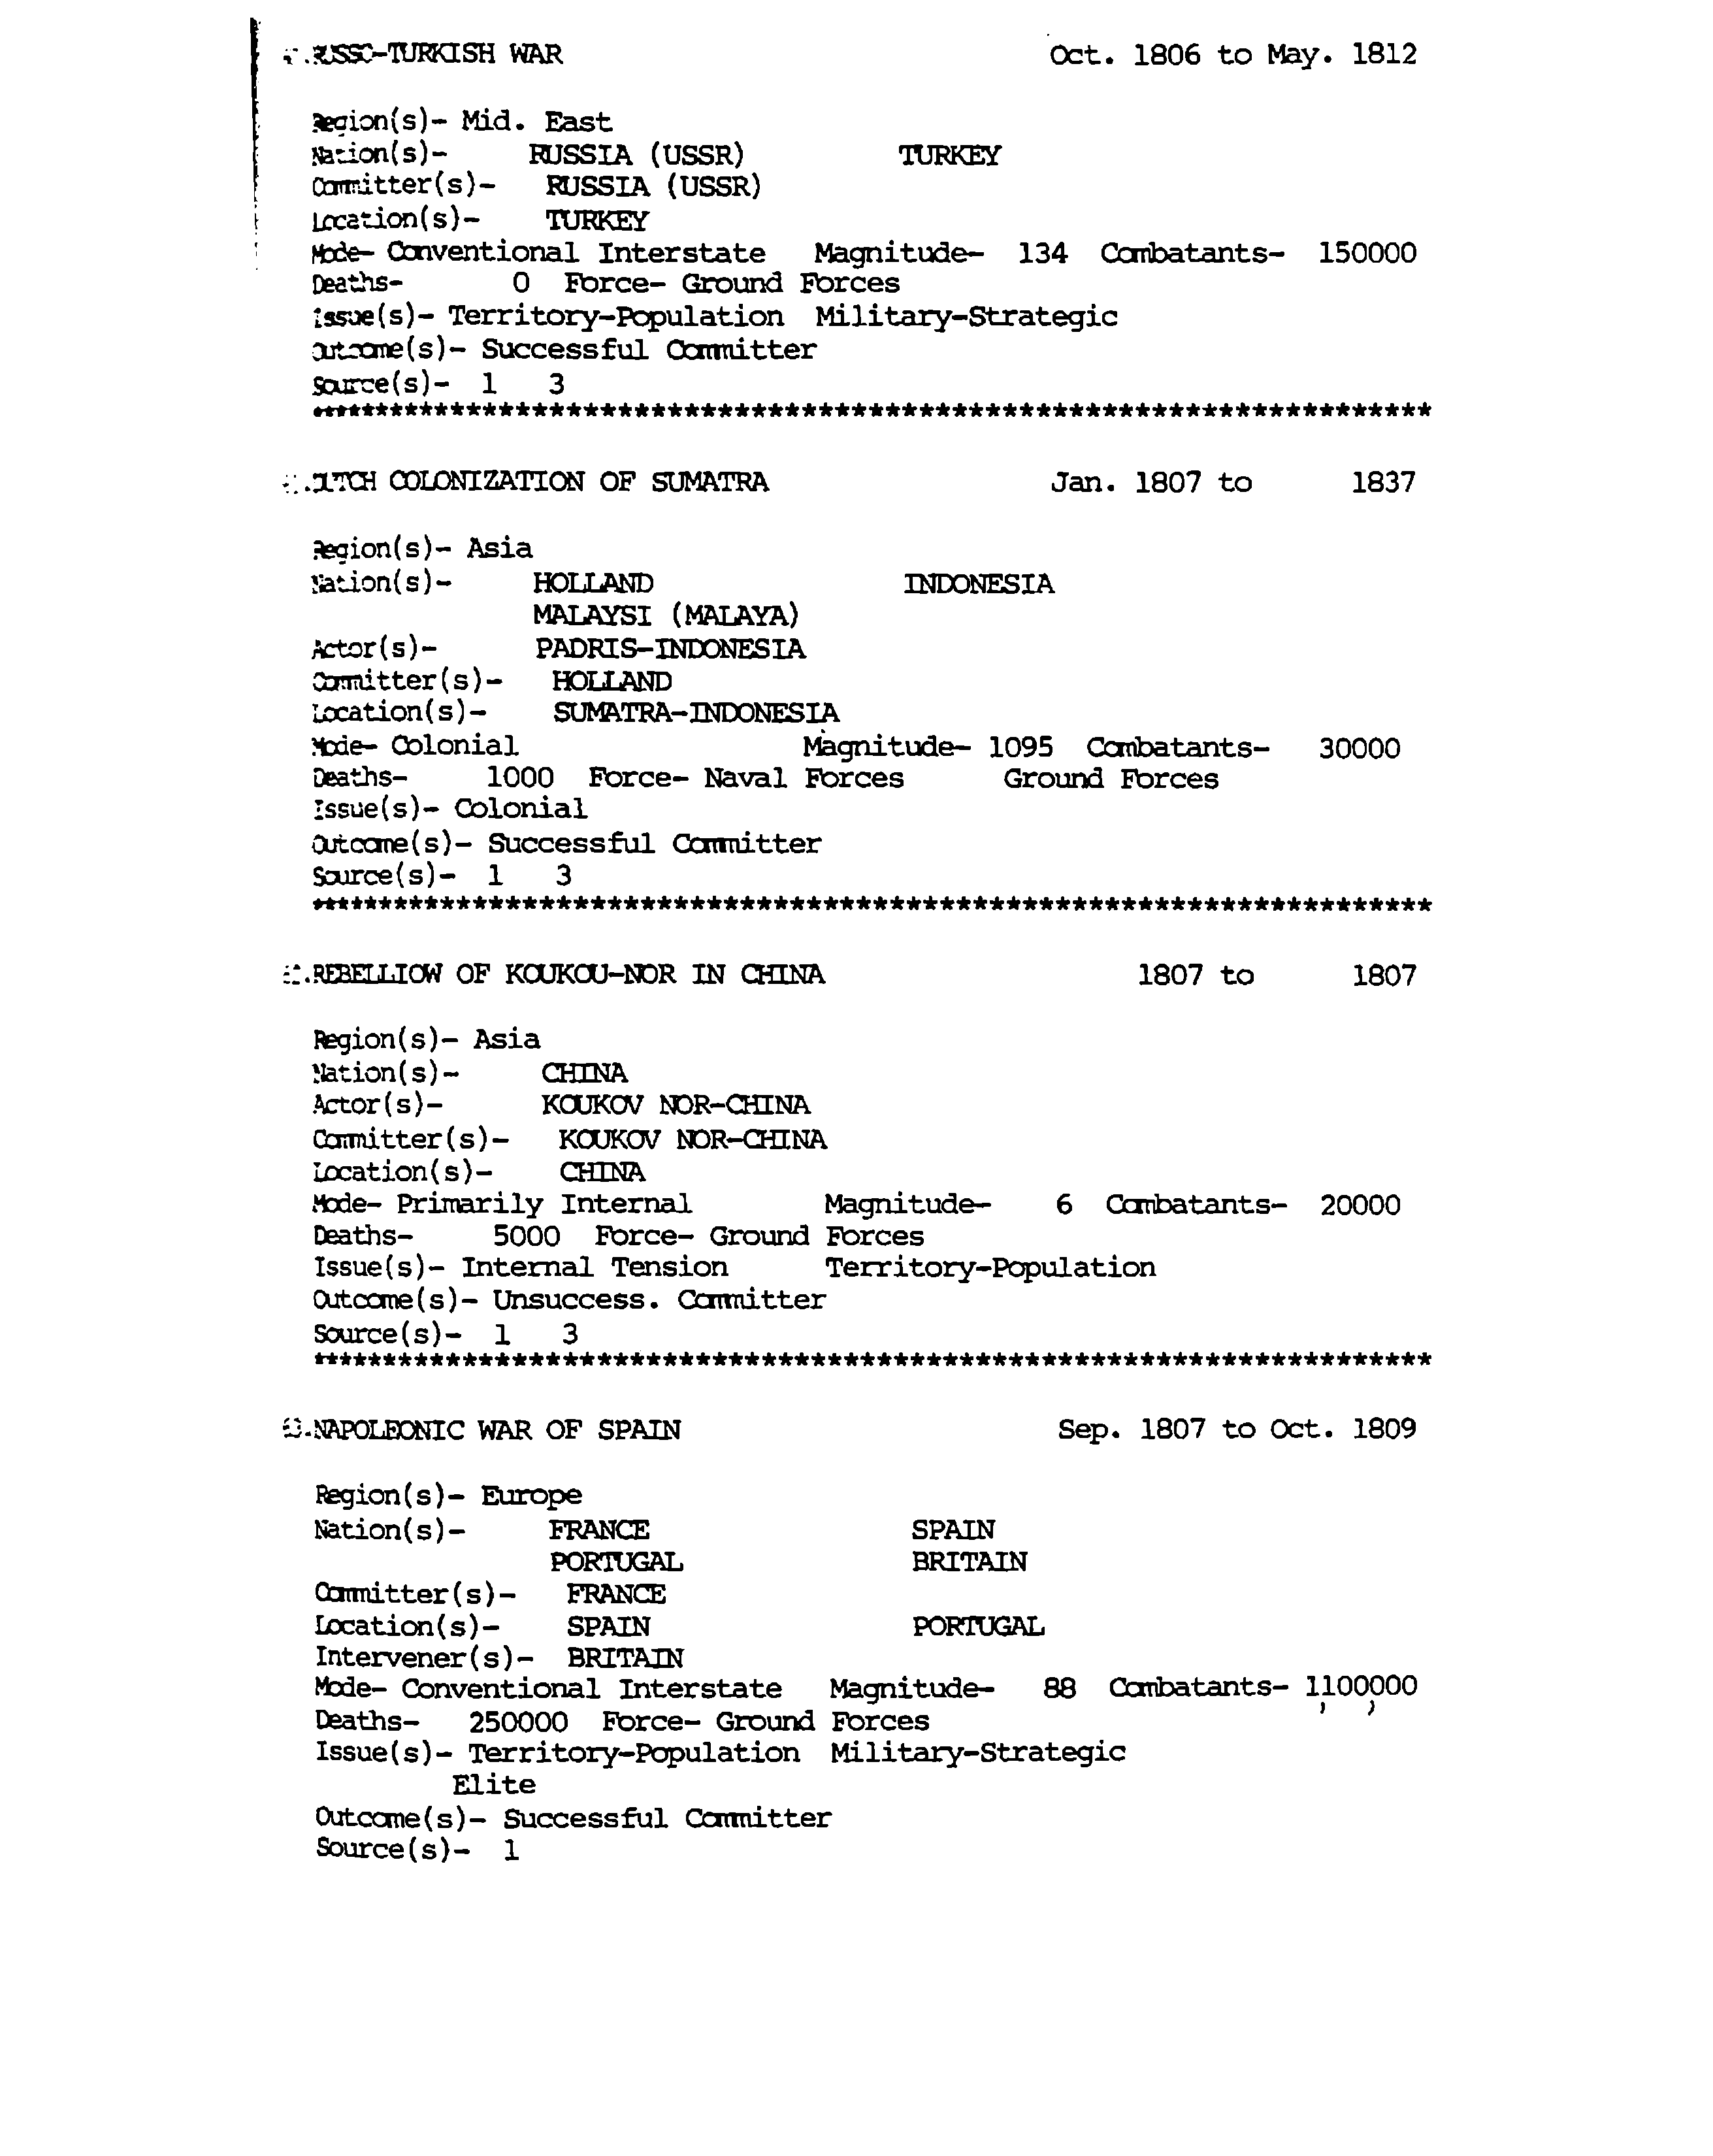 RUSSO-TURKISH WAR Oct. 1806 to May. 1812
Region(s)- Mid. East
Nation(s)- RUSSIA (USSR) TURKEY
Committer(s)- RUSSIA (USSR)
Location(s)- TURKEY
Mode- Conventional Interstate Magnitude- 134 Combatants- 150000
Deaths- 0 Force- Ground Forces
Issue(s)- Territory-Population Military-Strategic
Outcome(s)- Successful Committer
Source(s)- 1 3
*******************************************************************
DUTCH COLONIZATION OF SUMATRA Jan. 1807 to 1837
Region(s)- Asia
Nation(s)- HOLLAND INDONESIA
MALAYSI (MALAYA)
Actor(s)- PADRIS-INDONESIA
Committer(s)- HOLLAND
Location(s)- SUMATRA-INDONESIA
Mode- Colonial Magnitude- 1095 Combatants- 30000
Deaths- 1000 Force- Naval Forces Ground Forces
Issue(s)- Colonial
Outcome(s)- Successful Committer
Source(s)- 1 3
*******************************************************************
REBELLIOW OF KOUKOU-NOR IN CHINA 1807 to 1807
Region(s)- Asia
Nation(s)- CHINA
Actor(s)- KOUKOV NOR-CHINA
Committer(s)- KOUKOV NOR-CHINA
Location(s)- CHINA
Mode- Primarily Internal Magnitude- 6 Combatants- 20000
Deaths- 5000 Force- Ground Forces
Issue(s)- Internal Tension Territory-Population
Outcome(s)- Unsuccess. Committer
Source(s)- 1 3
*******************************************************************
NAPOLEONIC WAR OF SPAIN Sep. 1807 to Oct. 1809
Region(s)- Europe
Nation(s)- FRANCE SPAIN
PORTUGAL BRITAIN
Committer(s)- FRANCE
Location(s)- SPAIN PORTUGAL
Intervener(s)- BRITAIN
Mode- Conventional Interstate Magnitude- 88 Combatants- 1,100,000
Deaths- 250000 Force- Ground Forces
Issue(s)- Territory-Population Military-Strategic
Elite
Outcome(s)- Successful Committer
Source(s)- 1